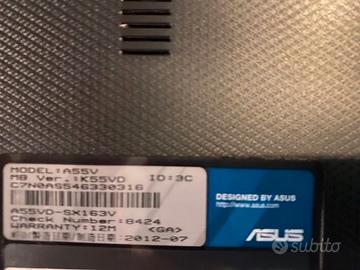 MODEL:A55V
MB Ver.:K55VD ID:3C
C7N0AS546330316
A55VD-SX163V
Check Number: 8424
WARRANTY:12M <GA>
2012-07
DESIGNED BY ASUS
http://www.asus.com
ASUS
subito